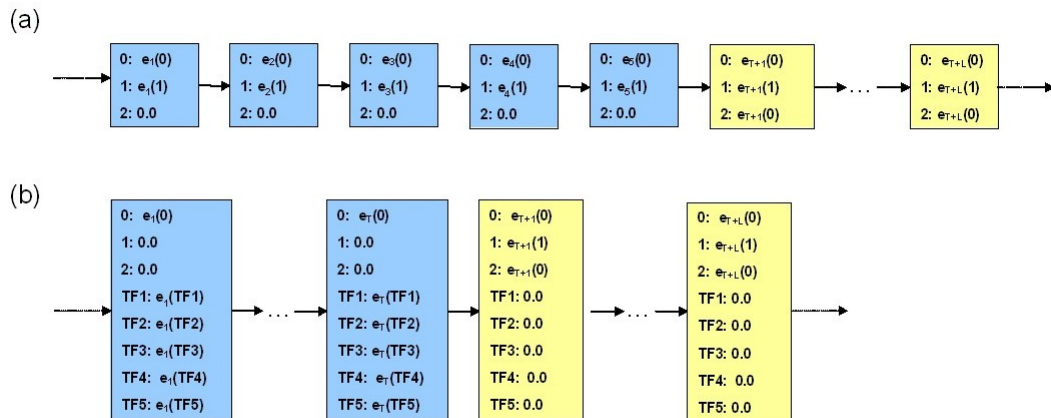 (a)
0: e₁(0)
1: e₁(1)
2: 0.0
0: e₂(0)
1: e₂(1)
2: 0.0
0: e₃(0)
1: e₃(1)
2: 0.0
0: e₄(0)
1: e₄(1)
2: 0.0
0: e₅(0)
1: e₅(1)
2: 0.0
0: eT+1(0)
1: eT+1(1)
2: eT+1(0)
...
0: eT+L(0)
1: eT+L(1)
2: eT+L(0)
(b)
0: e₁(0)
1: 0.0
2: 0.0
TF1: e₁(TF1)
TF2: e₁(TF2)
TF3: e₁(TF3)
TF4: e₁(TF4)
TF5: e₁(TF5)
...
0: eT(0)
1: 0.0
2: 0.0
TF1: eT(TF1)
TF2: eT(TF2)
TF3: eT(TF3)
TF4: eT(TF4)
TF5: eT(TF5)
0: eT+1(0)
1: eT+1(1)
2: eT+1(0)
TF1: 0.0
TF2: 0.0
TF3: 0.0
TF4: 0.0
TF5: 0.0
...
0: eT+L(0)
1: eT+L(1)
2: eT+L(0)
TF1: 0.0
TF2: 0.0
TF3: 0.0
TF4: 0.0
TF5: 0.0